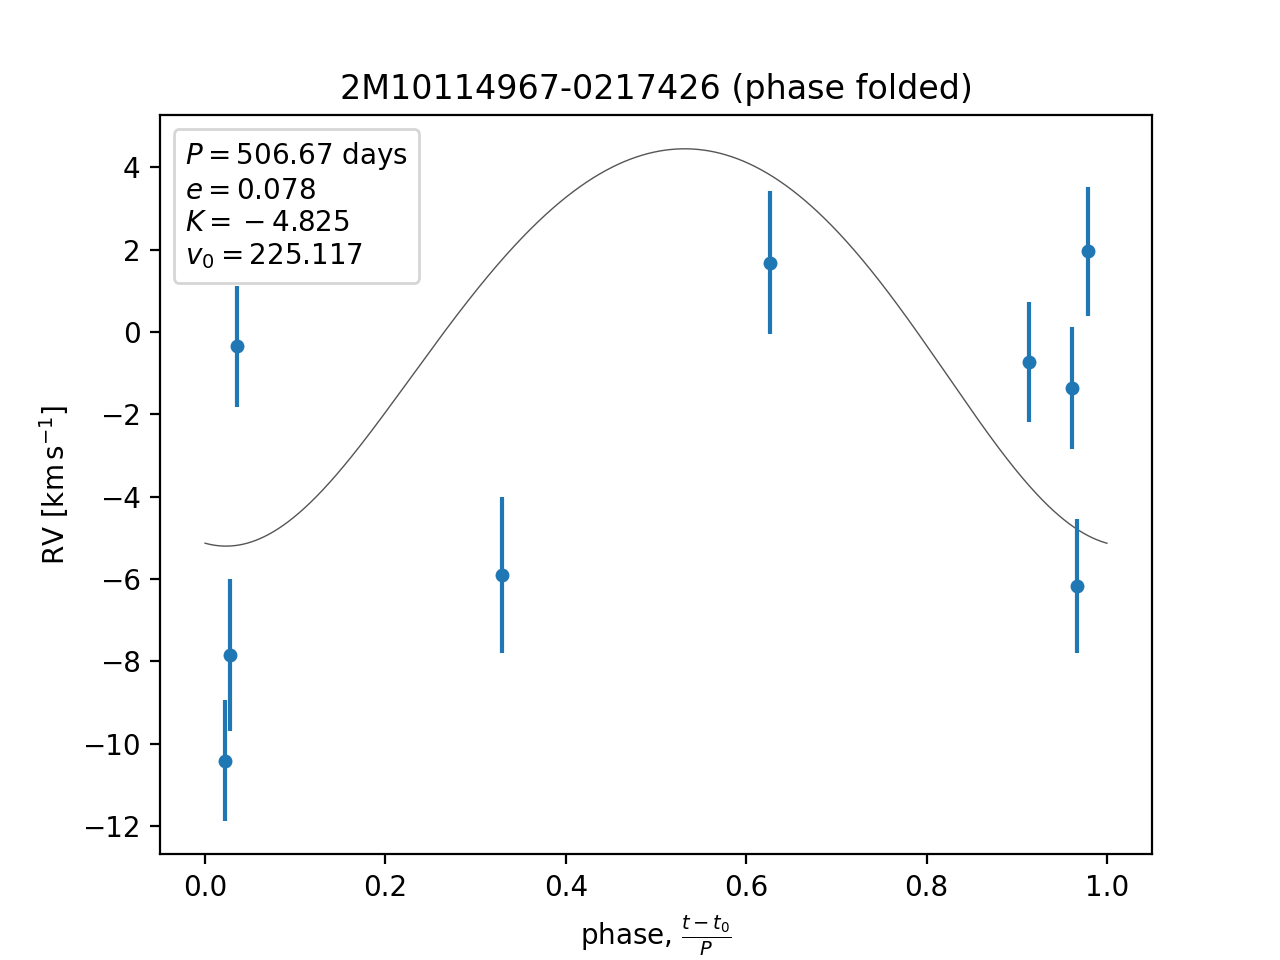 2M10114967-0217426 (phase folded)
P = 506.67 days
e = 0.078
K = −4.825
v₀ = 225.117
4
2
0
−2
−4
−6
−8
−10
−12
RV [km s⁻¹]
0.0 0.2 0.4 0.6 0.8 1.0
phase, (t − t₀)/P